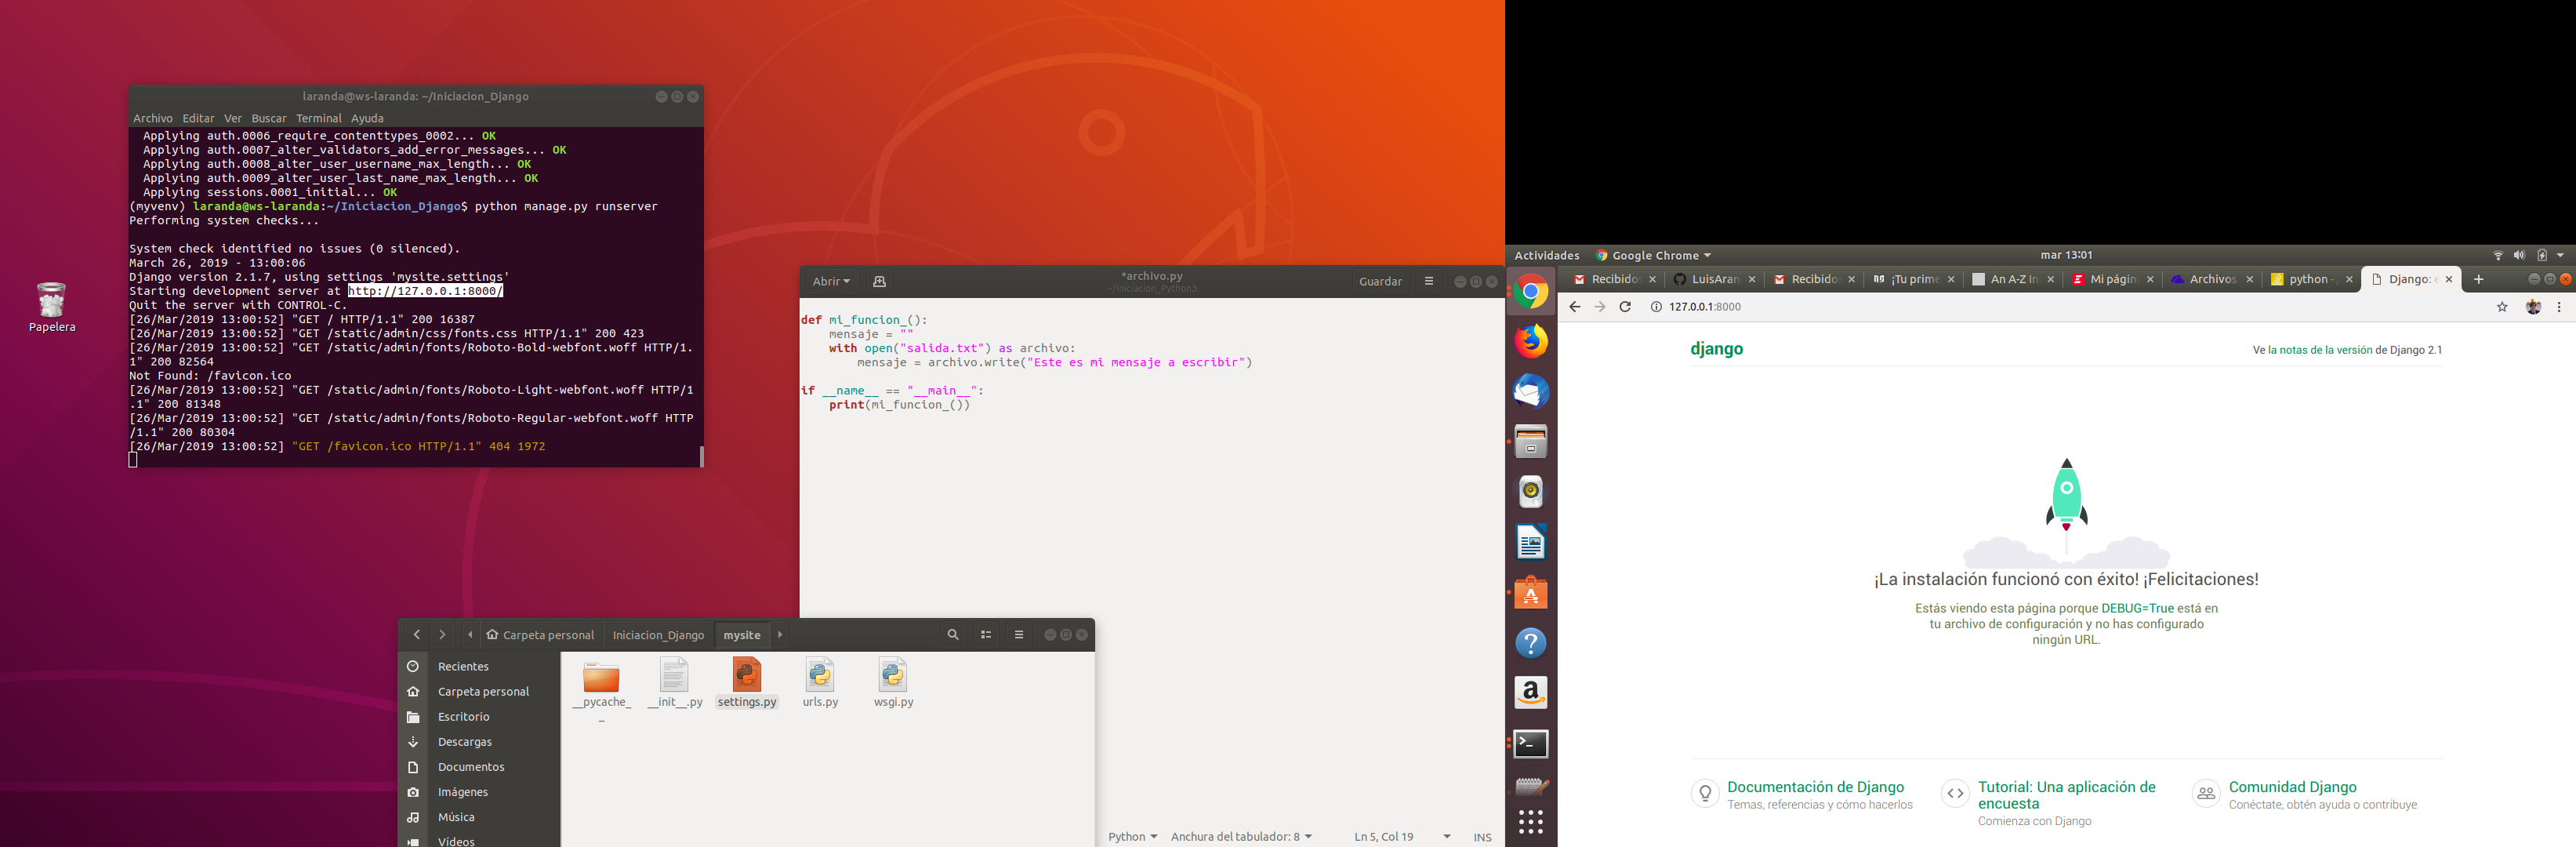 Papelera
laranda@ws-laranda: ~/Iniciacion_Django
Archivo Editar Ver Buscar Terminal Ayuda
Applying auth.0006_require_contenttypes_0002... OK
Applying auth.0007_alter_validators_add_error_messages... OK
Applying auth.0008_alter_user_username_max_length... OK
Applying auth.0009_alter_user_last_name_max_length... OK
Applying sessions.0001_initial... OK
(myvenv) laranda@ws-laranda:~/Iniciacion_Django$ python manage.py runserver
Performing system checks...
System check identified no issues (0 silenced).
March 26, 2019 - 13:00:06
Django version 2.1.7, using settings 'mysite.settings'
Starting development server at http://127.0.0.1:8000/
Quit the server with CONTROL-C.
[26/Mar/2019 13:00:52] "GET / HTTP/1.1" 200 16387
[26/Mar/2019 13:00:52] "GET /static/admin/css/fonts.css HTTP/1.1" 200 423
[26/Mar/2019 13:00:52] "GET /static/admin/fonts/Roboto-Bold-webfont.woff HTTP/1.
1" 200 82564
Not Found: /favicon.ico
[26/Mar/2019 13:00:52] "GET /static/admin/fonts/Roboto-Light-webfont.woff HTTP/1
.1" 200 81348
[26/Mar/2019 13:00:52] "GET /static/admin/fonts/Roboto-Regular-webfont.woff HTTP
/1.1" 200 80304
[26/Mar/2019 13:00:52] "GET /favicon.ico HTTP/1.1" 404 1972
Abrir
*archivo.py
~/Iniciacion_Python3
Guardar
def mi_funcion_():
mensaje = ""
with open("salida.txt") as archivo:
mensaje = archivo.write("Este es mi mensaje a escribir")
if __name__ == "__main__":
print(mi_funcion_())
Python Anchura del tabulador: 8 Ln 5, Col 19 INS
Carpeta personal Iniciacion_Django mysite
Recientes
Carpeta personal
Escritorio
Descargas
Documentos
Imágenes
Música
Vídeos
__pycache_
_
__init__.py
settings.py
urls.py
wsgi.py
Actividades Google Chrome mar 13:01
Recibidos LuisAran Recibidos ¡Tu prime An A-Z In Mi págin Archivos python - Django: e
127.0.0.1:8000
django
Ve la notas de la versión de Django 2.1
¡La instalación funcionó con éxito! ¡Felicitaciones!
Estás viendo esta página porque DEBUG=True está en
tu archivo de configuración y no has configurado
ningún URL.
Documentación de Django
Temas, referencias y cómo hacerlos
Tutorial: Una aplicación de
encuesta
Comienza con Django
Comunidad Django
Conéctate, obtén ayuda o contribuye